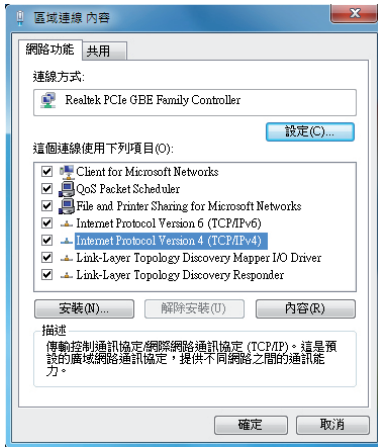 區域連線 內容
網路功能 共用
連線方式:
Realtek PCIe GBE Family Controller
設定(C)...
這個連線使用下列項目(O):
Client for Microsoft Networks
QoS Packet Scheduler
File and Printer Sharing for Microsoft Networks
Internet Protocol Version 6 (TCP/IPv6)
Internet Protocol Version 4 (TCP/IPv4)
Link-Layer Topology Discovery Mapper I/O Driver
Link-Layer Topology Discovery Responder
安裝(N)... 解除安裝(U) 內容(R)
描述
傳輸控制通訊協定/網際網路通訊協定 (TCP/IP)。這是預
設的廣域網路通訊協定，提供不同網路之間的通訊能
力。
確定 取消